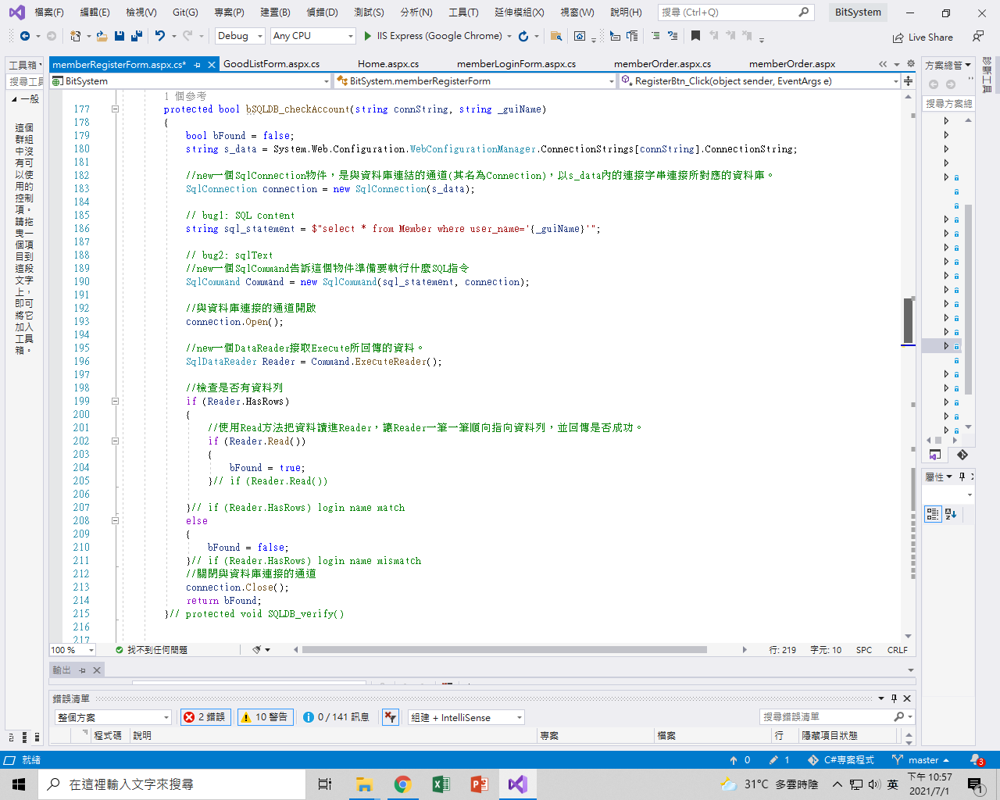 檔案(F) 編輯(E) 檢視(V) Git(G) 專案(P) 建置(B) 偵錯(D) 測試(S) 分析(N) 工具(T) 延伸模組(X) 視窗(W) 說明(H) 搜尋 (Ctrl+Q) BitSystem
Debug Any CPU IIS Express (Google Chrome) Live Share
工具箱
搜尋工具
一般
這個群組中沒有可以使用的控制項。請拖曳一個項目到這段文字上，即可將它加入工具箱。
memberRegisterForm.aspx.cs* GoodListForm.aspx.cs Home.aspx.cs memberLoginForm.aspx.cs memberOrder.aspx.cs memberOrder.aspx
BitSystem BitSystem.memberRegisterForm RegisterBtn_Click(object sender, EventArgs e)
1 個參考
177 protected bool bSQLDB_checkAccount(string connString, string _guiName)
178 {
179 bool bFound = false;
180 string s_data = System.Web.Configuration.WebConfigurationManager.ConnectionStrings[connString].ConnectionString;
181
182 //new一個SqlConnection物件，是與資料庫連結的通道(其名為Connection)，以s_data內的連接字串連接所對應的資料庫。
183 SqlConnection connection = new SqlConnection(s_data);
184
185 // bug1: SQL content
186 string sql_statement = $"select * from Member where user_name='{_guiName}'";
187
188 // bug2: sqlText
189 //new一個SqlCommand告訴這個物件準備要執行什麼SQL指令
190 SqlCommand Command = new SqlCommand(sql_statement, connection);
191
192 //與資料庫連接的通道開啟
193 connection.Open();
194
195 //new一個DataReader接取Execute所回傳的資料。
196 SqlDataReader Reader = Command.ExecuteReader();
197
198 //檢查是否有資料列
199 if (Reader.HasRows)
200 {
201 //使用Read方法把資料讀進Reader，讓Reader一筆一筆順向指向資料列，並回傳是否成功。
202 if (Reader.Read())
203 {
204 bFound = true;
205 }// if (Reader.Read())
206
207 }// if (Reader.HasRows) login name match
208 else
209 {
210 bFound = false;
211 }// if (Reader.HasRows) login name mismatch
212 //關閉與資料庫連接的通道
213 connection.Close();
214 return bFound;
215 }// protected void SQLDB_verify()
216
217
100 % 找不到任何問題 行: 219 字元: 10 SPC CRLF
方案總管
搜尋方案總
診斷工具
屬性
輸出
錯誤清單
整個方案 2 錯誤 10 警告 0 / 141 訊息 組建 + IntelliSense 搜尋錯誤清單
程式碼 說明 專案 檔案 行 隱藏項目狀態
就緒 0 1 C#專案程式 master 3
在這裡輸入文字來搜尋 31°C 多雲時陰 英 下午 10:57
2021/7/1 1